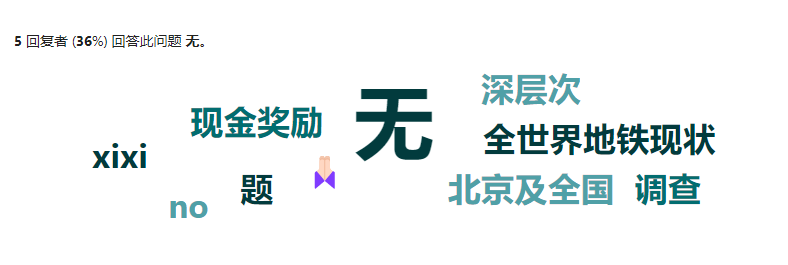 5 回复者 (36%) 回答此问题 无。
深层次
现金奖励
无
全世界地铁现状
xixi
题
北京及全国
调查
no